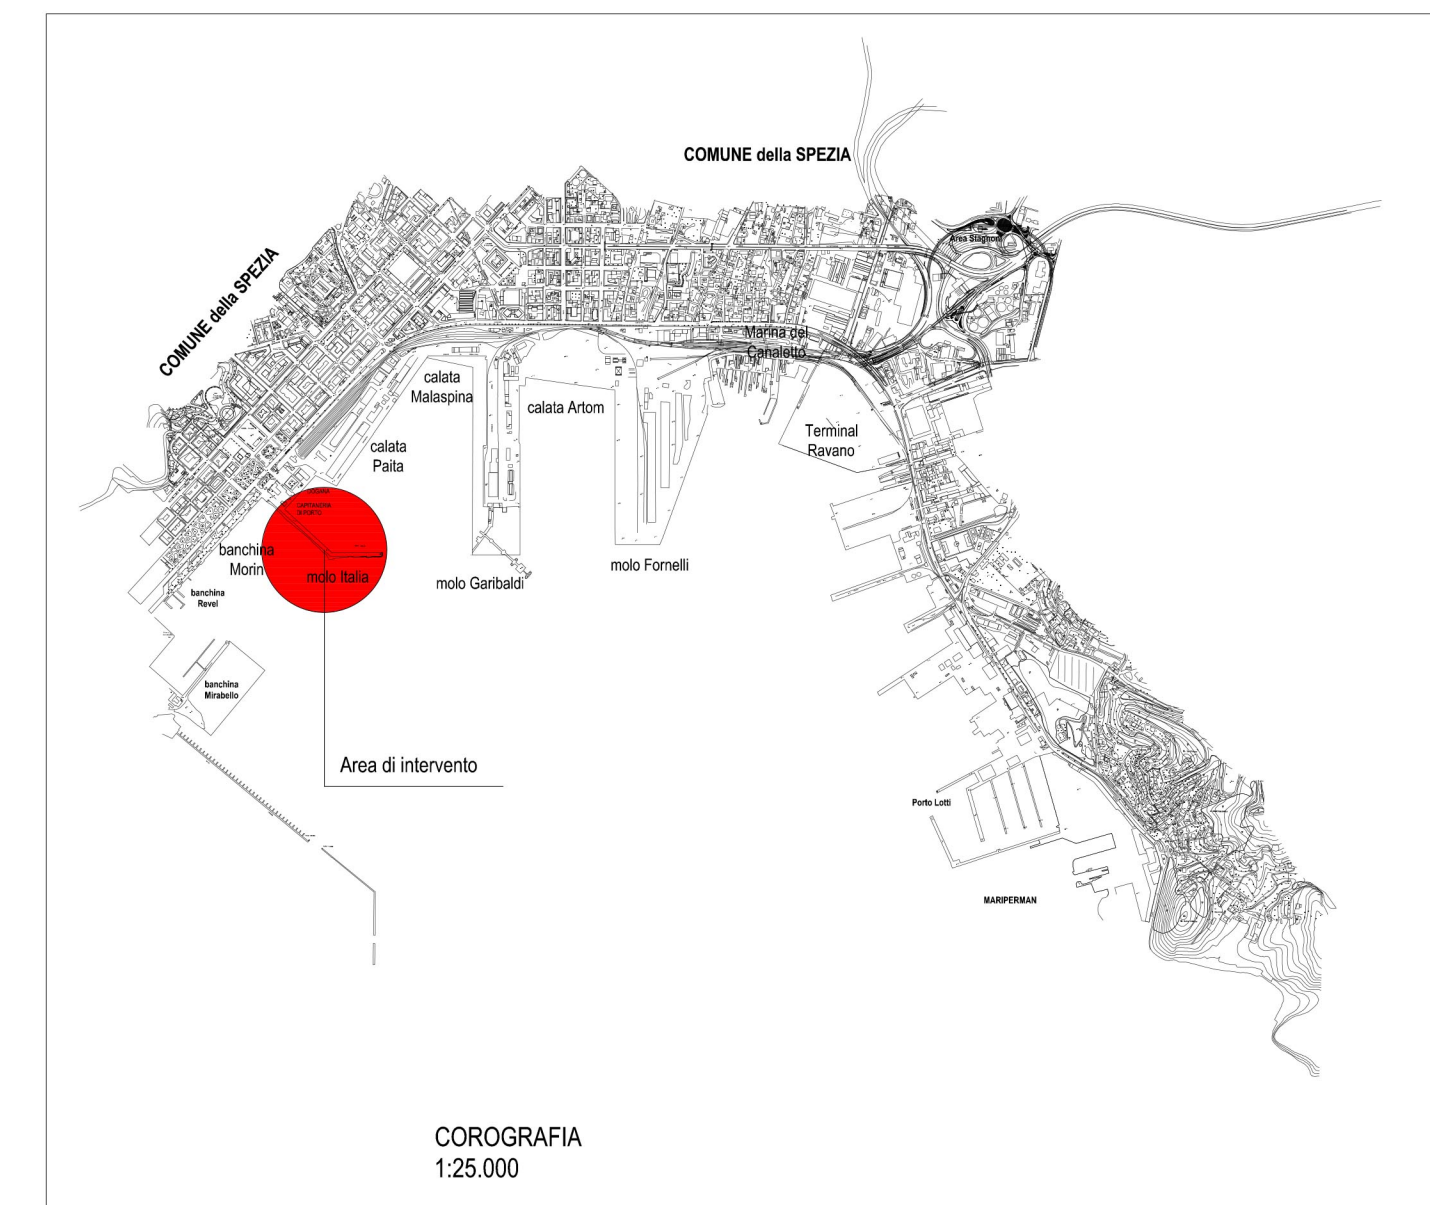 COMUNE della SPEZIA
COMUNE della SPEZIA
Area Stagnoni
Marina del
Canaletto
calata
Malaspina
calata Artom
Terminal
Ravano
calata
Paita
DOGANA
CAPITANERIA
DI PORTO
banchina
Morin
molo Italia
molo Garibaldi
molo Fornelli
banchina
Revel
banchina
Mirabello
Area di intervento
Porto Lotti
MARIPERMAN
COROGRAFIA
1:25.000